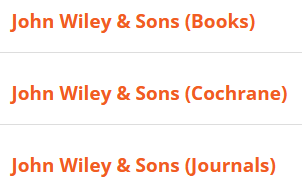 John Wiley & Sons (Books)
John Wiley & Sons (Cochrane)
John Wiley & Sons (Journals)